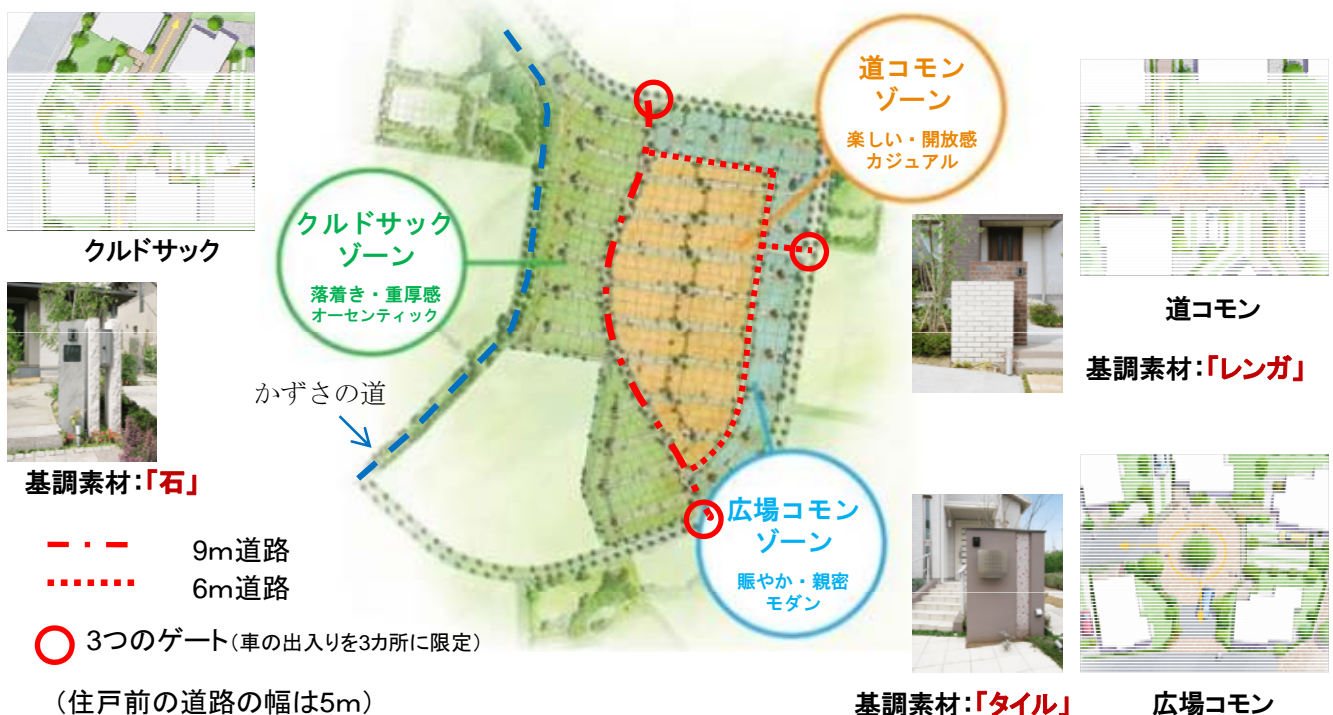 クルドサック
基調素材:「石」
9m道路
6m道路
3つのゲート(車の出入りを3カ所に限定)
(住戸前の道路の幅は5m)
クルドサック
ゾーン
落着き・重厚感
オーセンティック
かずさの道
道コモン
ゾーン
楽しい・開放感
カジュアル
広場コモン
ゾーン
賑やか・親密
モダン
道コモン
基調素材:「レンガ」
基調素材:「タイル」
広場コモン